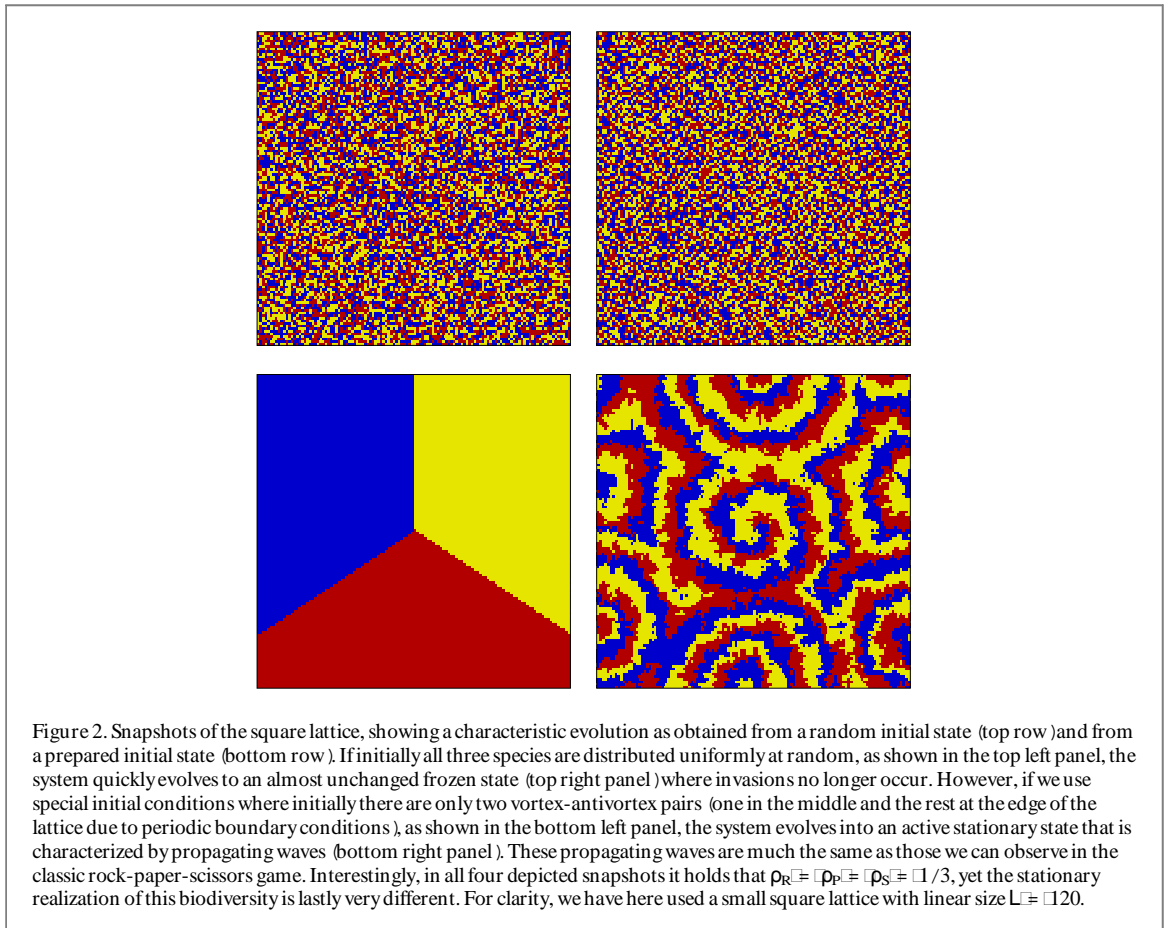 Figure 2. Snapshots of the square lattice, showing a characteristic evolution as obtained from a random initial state (top row) and from
a prepared initial state (bottom row). If initially all three species are distributed uniformly at random, as shown in the top left panel, the
system quickly evolves to an almost unchanged frozen state (top right panel) where invasions no longer occur. However, if we use
special initial conditions where initially there are only two vortex-antivortex pairs (one in the middle and the rest at the edge of the
lattice due to periodic boundary conditions), as shown in the bottom left panel, the system evolves into an active stationary state that is
characterized by propagating waves (bottom right panel). These propagating waves are much the same as those we can observe in the
classic rock-paper-scissors game. Interestingly, in all four depicted snapshots it holds that ρR = ρP = ρS = 1/3, yet the stationary
realization of this biodiversity is lastly very different. For clarity, we have here used a small square lattice with linear size L = 120.